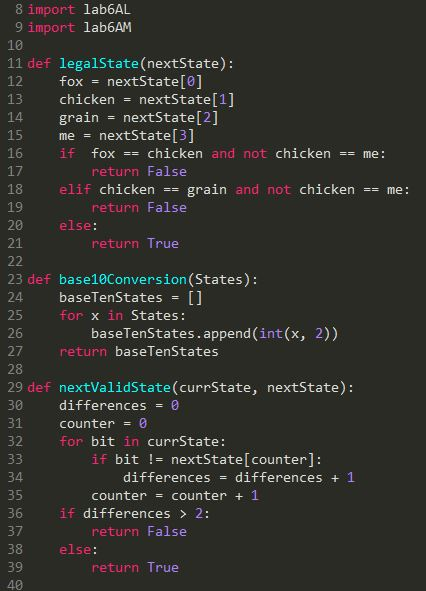 8 import lab6AL
9 import lab6AM
10
11 def legalState(nextState):
12     fox = nextState[0]
13     chicken = nextState[1]
14     grain = nextState[2]
15     me = nextState[3]
16     if  fox == chicken and not chicken == me:
17         return False
18     elif chicken == grain and not chicken == me:
19         return False
20     else:
21         return True
22
23 def base10Conversion(States):
24     baseTenStates = []
25     for x in States:
26         baseTenStates.append(int(x, 2))
27     return baseTenStates
28
29 def nextValidState(currState, nextState):
30     differences = 0
31     counter = 0
32     for bit in currState:
33         if bit != nextState[counter]:
34             differences = differences + 1
35         counter = counter + 1
36     if differences > 2:
37         return False
38     else:
39         return True
40